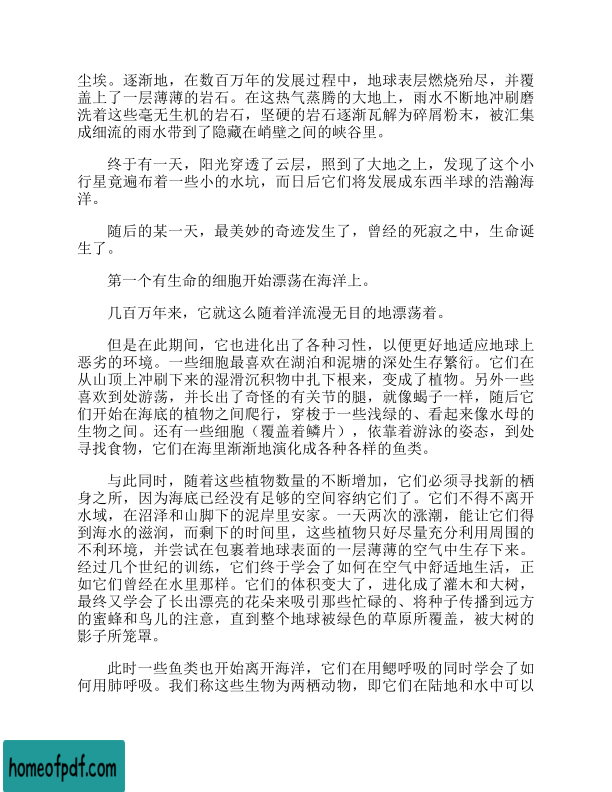 尘埃。逐渐地，在数百万年的发展过程中，地球表层燃烧殆尽，并覆
盖上了一层薄薄的岩石。在这热气蒸腾的大地上，雨水不断地冲刷磨
洗着这些毫无生机的岩石，坚硬的岩石逐渐瓦解为碎屑粉末，被汇集
成细流的雨水带到了隐藏在峭壁之间的峡谷里。
终于有一天，阳光穿透了云层，照到了大地之上，发现了这个小
行星竟遍布着一些小的水坑，而日后它们将发展成东西半球的浩瀚海
洋。
随后的某一天，最美妙的奇迹发生了，曾经的死寂之中，生命诞
生了。
第一个有生命的细胞开始漂荡在海洋上。
几百万年来，它就这么随着洋流漫无目的地漂荡着。
但是在此期间，它也进化出了各种习性，以便更好地适应地球上
恶劣的环境。一些细胞最喜欢在湖泊和泥塘的深处生存繁衍。它们在
从山顶上冲刷下来的湿滑沉积物中扎下根来，变成了植物。另外一些
喜欢到处游荡，并长出了奇怪的有关节的腿，就像蝎子一样，随后它
们开始在海底的植物之间爬行，穿梭于一些浅绿的、看起来像水母的
生物之间。还有一些细胞（覆盖着鳞片），依靠着游泳的姿态，到处
寻找食物，它们在海里渐渐地演化成各种各样的鱼类。
与此同时，随着这些植物数量的不断增加，它们必须寻找新的栖
身之所，因为海底已经没有足够的空间容纳它们了。它们不得不离开
水域，在沼泽和山脚下的泥岸里安家。一天两次的涨潮，能让它们得
到海水的滋润，而剩下的时间里，这些植物只好尽量充分利用周围的
不利环境，并尝试在包裹着地球表面的一层薄薄的空气中生存下来。
经过几个世纪的训练，它们终于学会了如何在空气中舒适地生活，正
如它们曾经在水里那样。它们的体积变大了，进化成了灌木和大树，
最终又学会了长出漂亮的花朵来吸引那些忙碌的、将种子传播到远方
的蜜蜂和鸟儿的注意，直到整个地球被绿色的草原所覆盖，被大树的
影子所笼罩。
此时一些鱼类也开始离开海洋，它们在用鳃呼吸的同时学会了如
何用肺呼吸。我们称这些生物为两栖动物，即它们在陆地和水中可以
homeofpdf.com